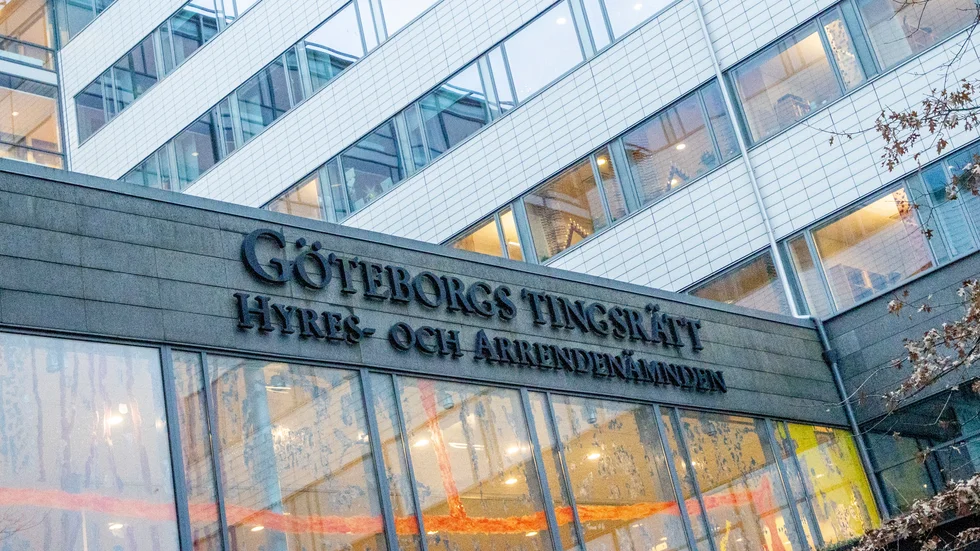 GÖTEBORGS TINGSRÄTT
HYRES- OCH ARRENDENÄMNDEN